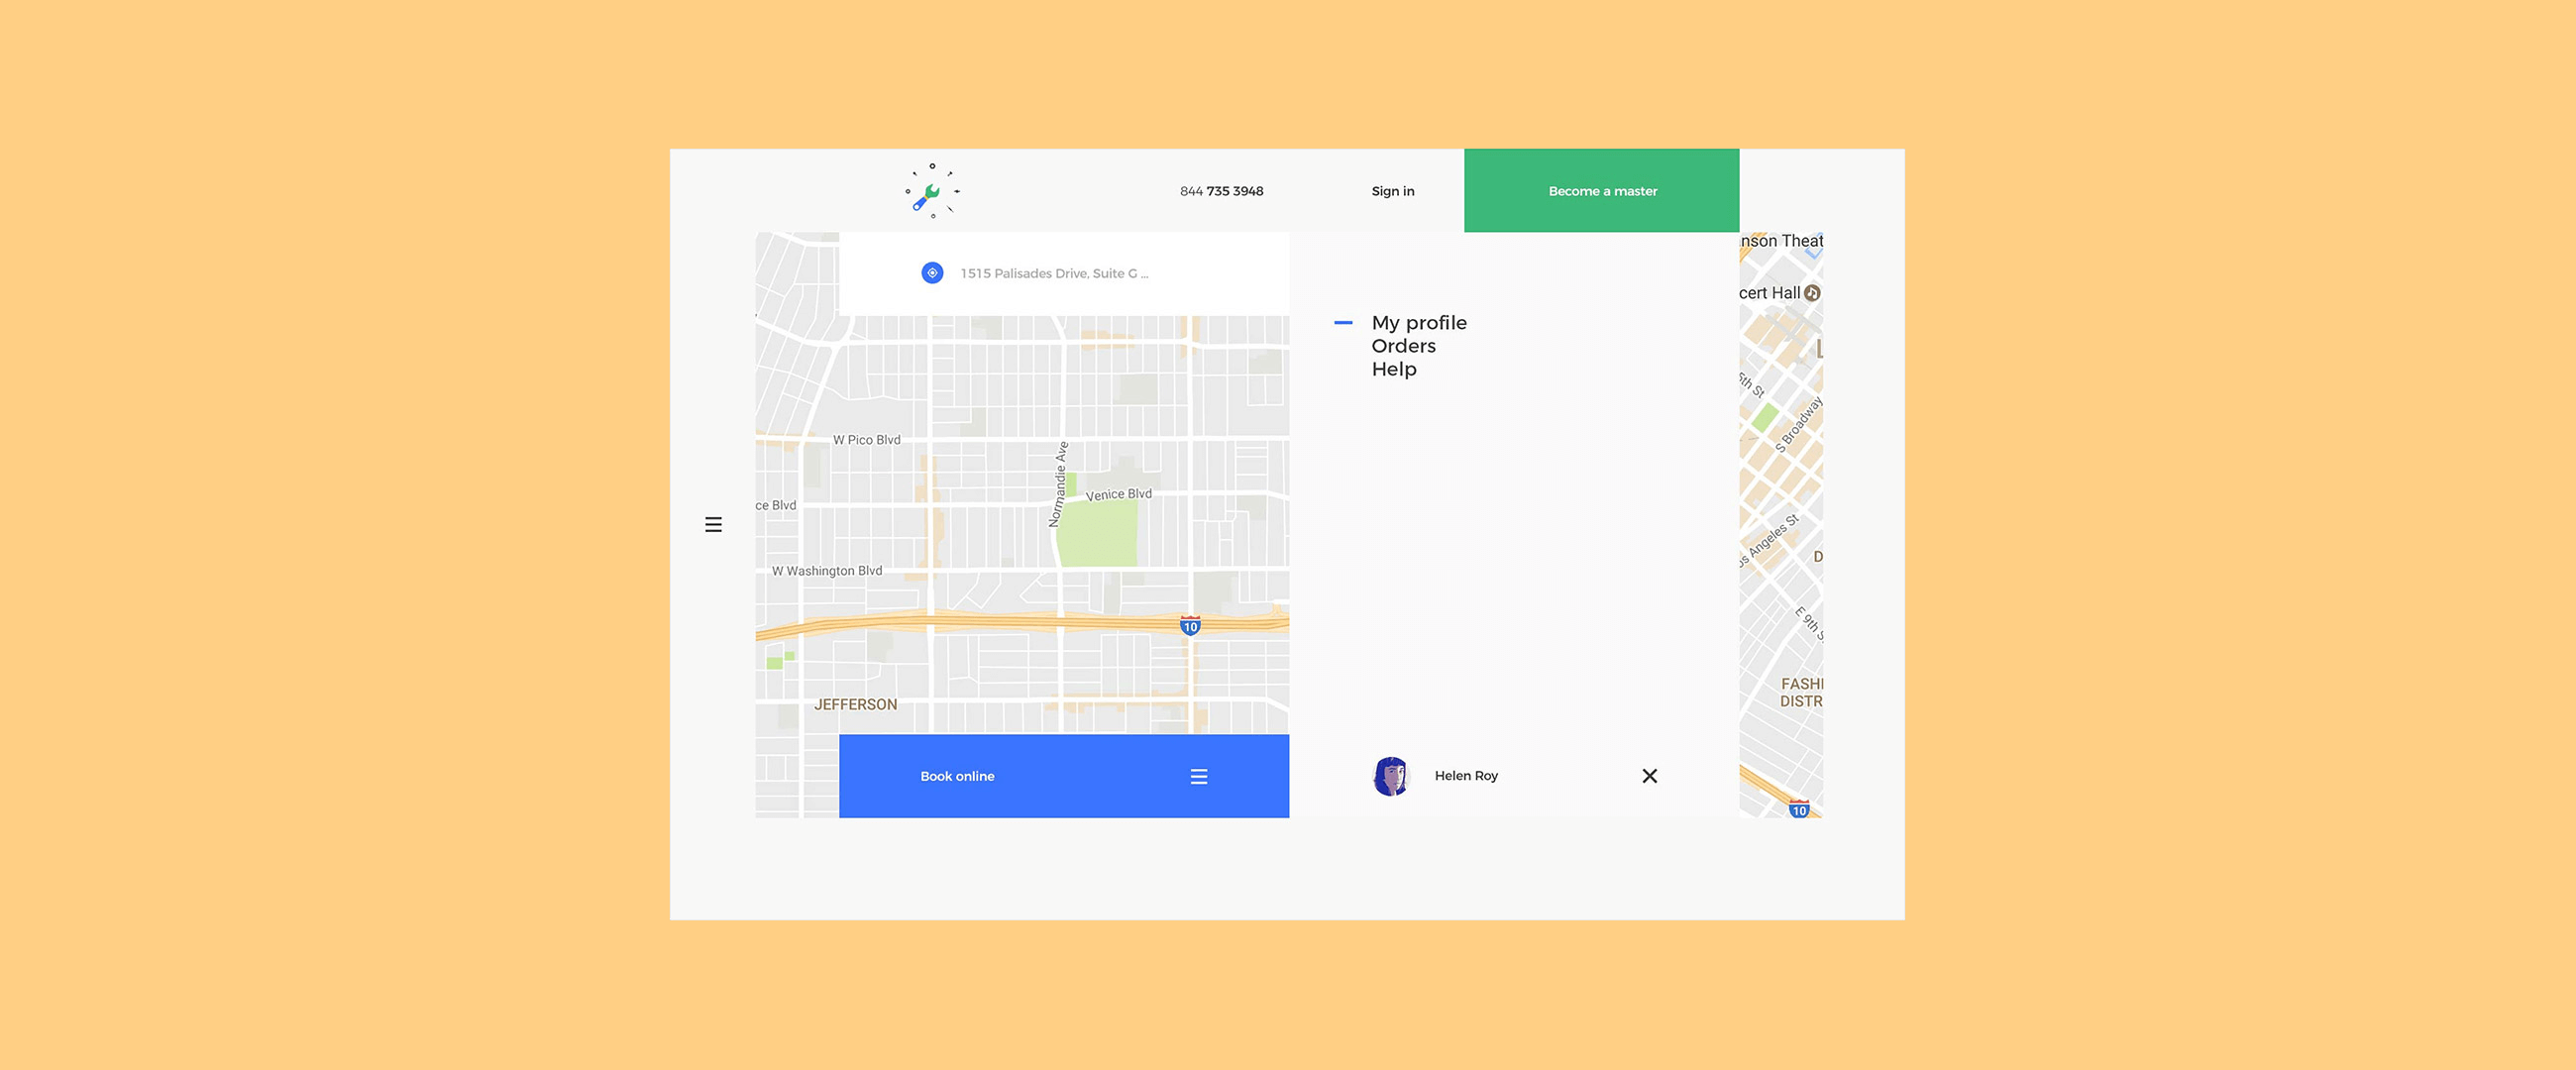 844 735 3948
Sign in
Become a master
1515 Palisades Drive, Suite G ...
My profile
Orders
Help
W Pico Blvd
Normandie Ave
Venice Blvd
ce Blvd
W Washington Blvd
10
JEFFERSON
Book online
Helen Roy
nson Theat
cert Hall
L
5th St
S Broadway
os Angeles St
D
E 9th S
FASHI
DISTR
10